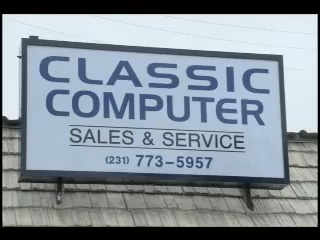 CLASSIC
COMPUTER
SALES & SERVICE
(231) 773-5957